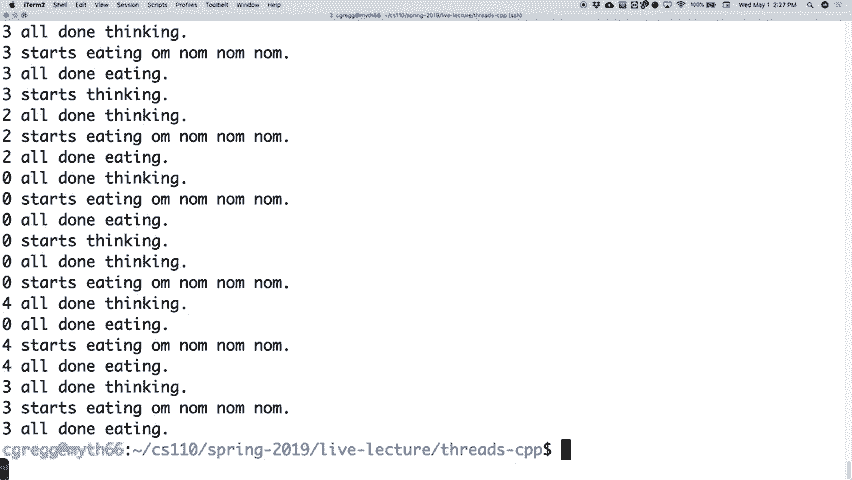 iTerm2 Shell Edit View Session Scripts Profiles Toolbelt Window Help 100% Wed May 1 2:27 PM
3. cgregg@myth66: ~/cs110/spring-2019/live-lecture/threads-cpp (ssh)
3 all done thinking.
3 starts eating om nom nom nom.
3 all done eating.
3 starts thinking.
2 all done thinking.
2 starts eating om nom nom nom.
2 all done eating.
0 all done thinking.
0 starts eating om nom nom nom.
0 all done eating.
0 starts thinking.
0 all done thinking.
0 starts eating om nom nom nom.
4 all done thinking.
0 all done eating.
4 starts eating om nom nom nom.
4 all done eating.
3 all done thinking.
3 starts eating om nom nom nom.
3 all done eating.
cgregg@myth66:~/cs110/spring-2019/live-lecture/threads-cpp$